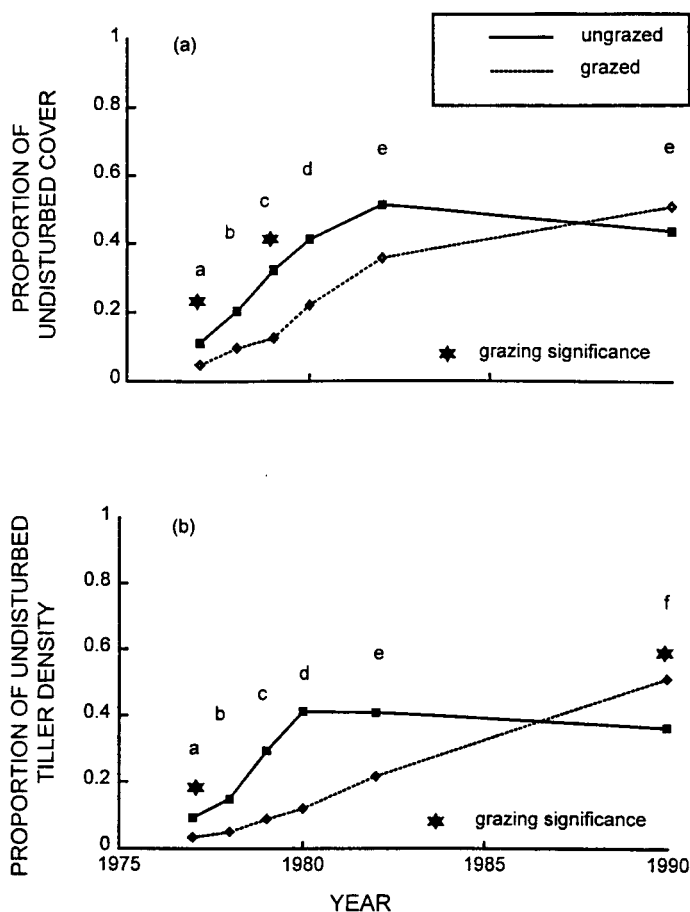 ungrazed
grazed
(a)
PROPORTION OF
UNDISTURBED COVER
1
0.8
0.6
0.4
0.2
0
a
b
c
d
e
e
grazing significance
(b)
PROPORTION OF UNDISTURBED
TILLER DENSITY
1
0.8
0.6
0.4
0.2
0
a
b
c
d
e
f
grazing significance
1975 1980 1985 1990
YEAR